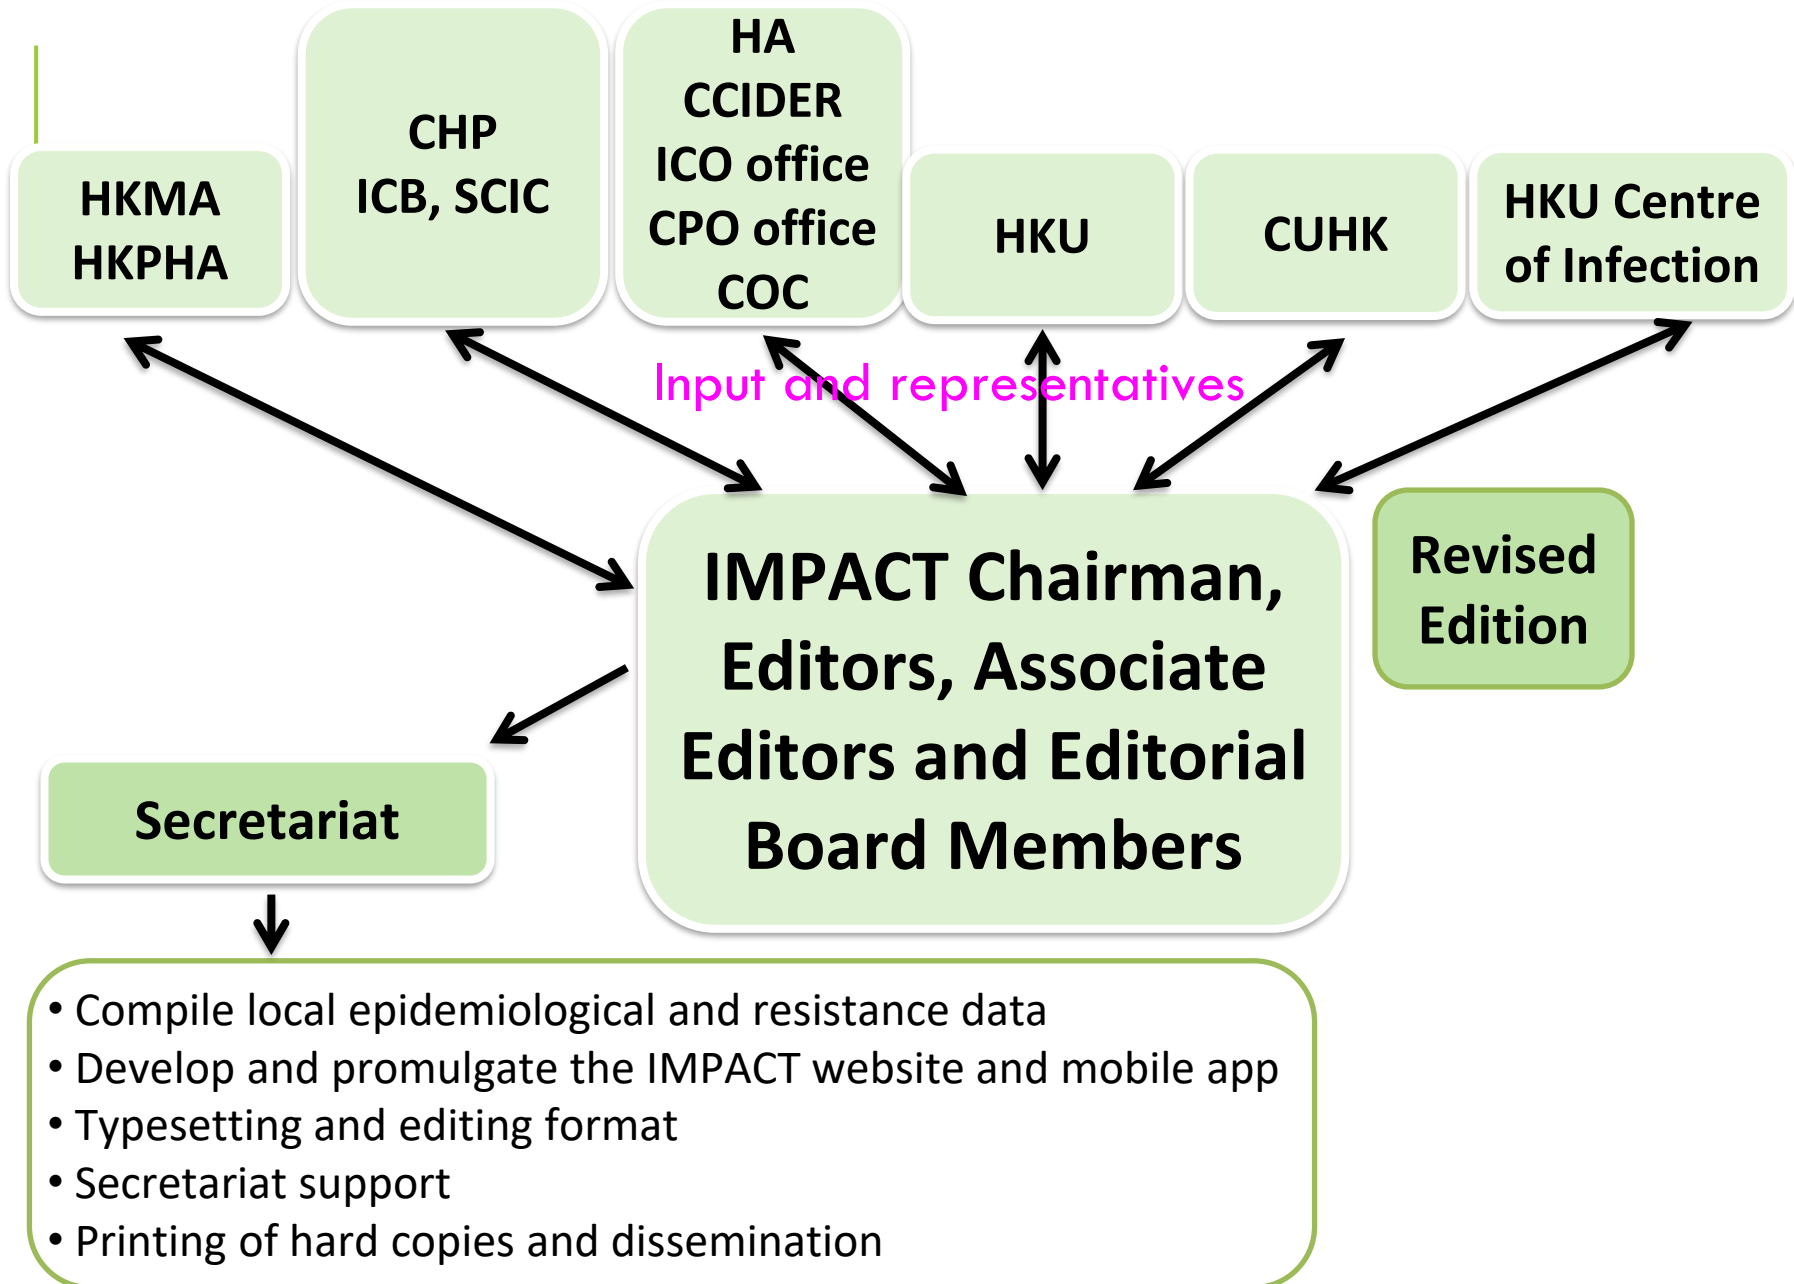 HKMA
HKPHA
CHP
ICB, SCIC
HA
CCIDER
ICO office
CPO office
COC
HKU
CUHK
HKU Centre
of Infection
Input and representatives
IMPACT Chairman,
Editors, Associate
Editors and Editorial
Board Members
Revised
Edition
Secretariat
• Compile local epidemiological and resistance data
• Develop and promulgate the IMPACT website and mobile app
• Typesetting and editing format
• Secretariat support
• Printing of hard copies and dissemination